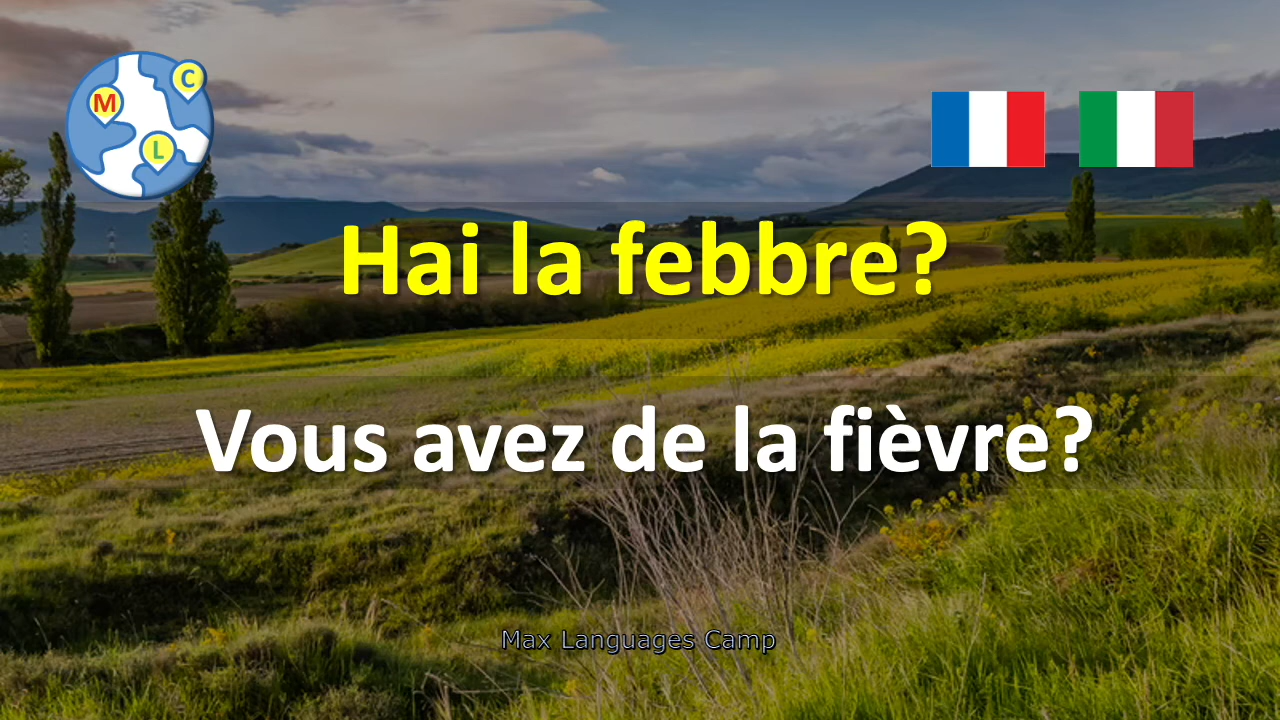 M
C
L
Hai la febbre?
Vous avez de la fièvre?
Max Languages Camp